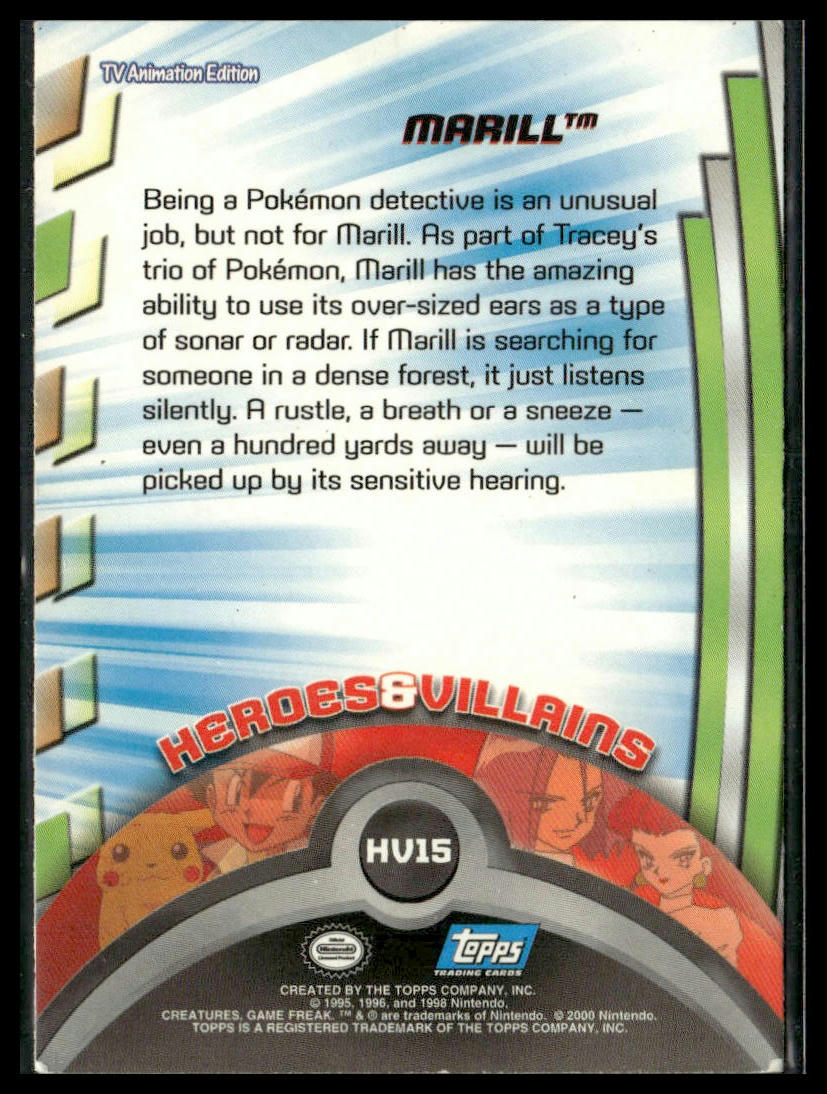 TV Animation Edition
MARILL™
Being a Pokémon detective is an unusual
job, but not for Marill. As part of Tracey's
trio of Pokémon, Marill has the amazing
ability to use its over-sized ears as a type
of sonar or radar. If Marill is searching for
someone in a dense forest, it just listens
silently. A rustle, a breath or a sneeze —
even a hundred yards away — will be
picked up by its sensitive hearing.
HEROES&VILLAINS
HV15
Official
Nintendo
Licensed Product
Topps
TRADING CARDS
CREATED BY THE TOPPS COMPANY, INC.
© 1995, 1996, and 1998 Nintendo.
CREATURES, GAME FREAK. ™ & ® are trademarks of Nintendo. © 2000 Nintendo.
TOPPS IS A REGISTERED TRADEMARK OF THE TOPPS COMPANY, INC.